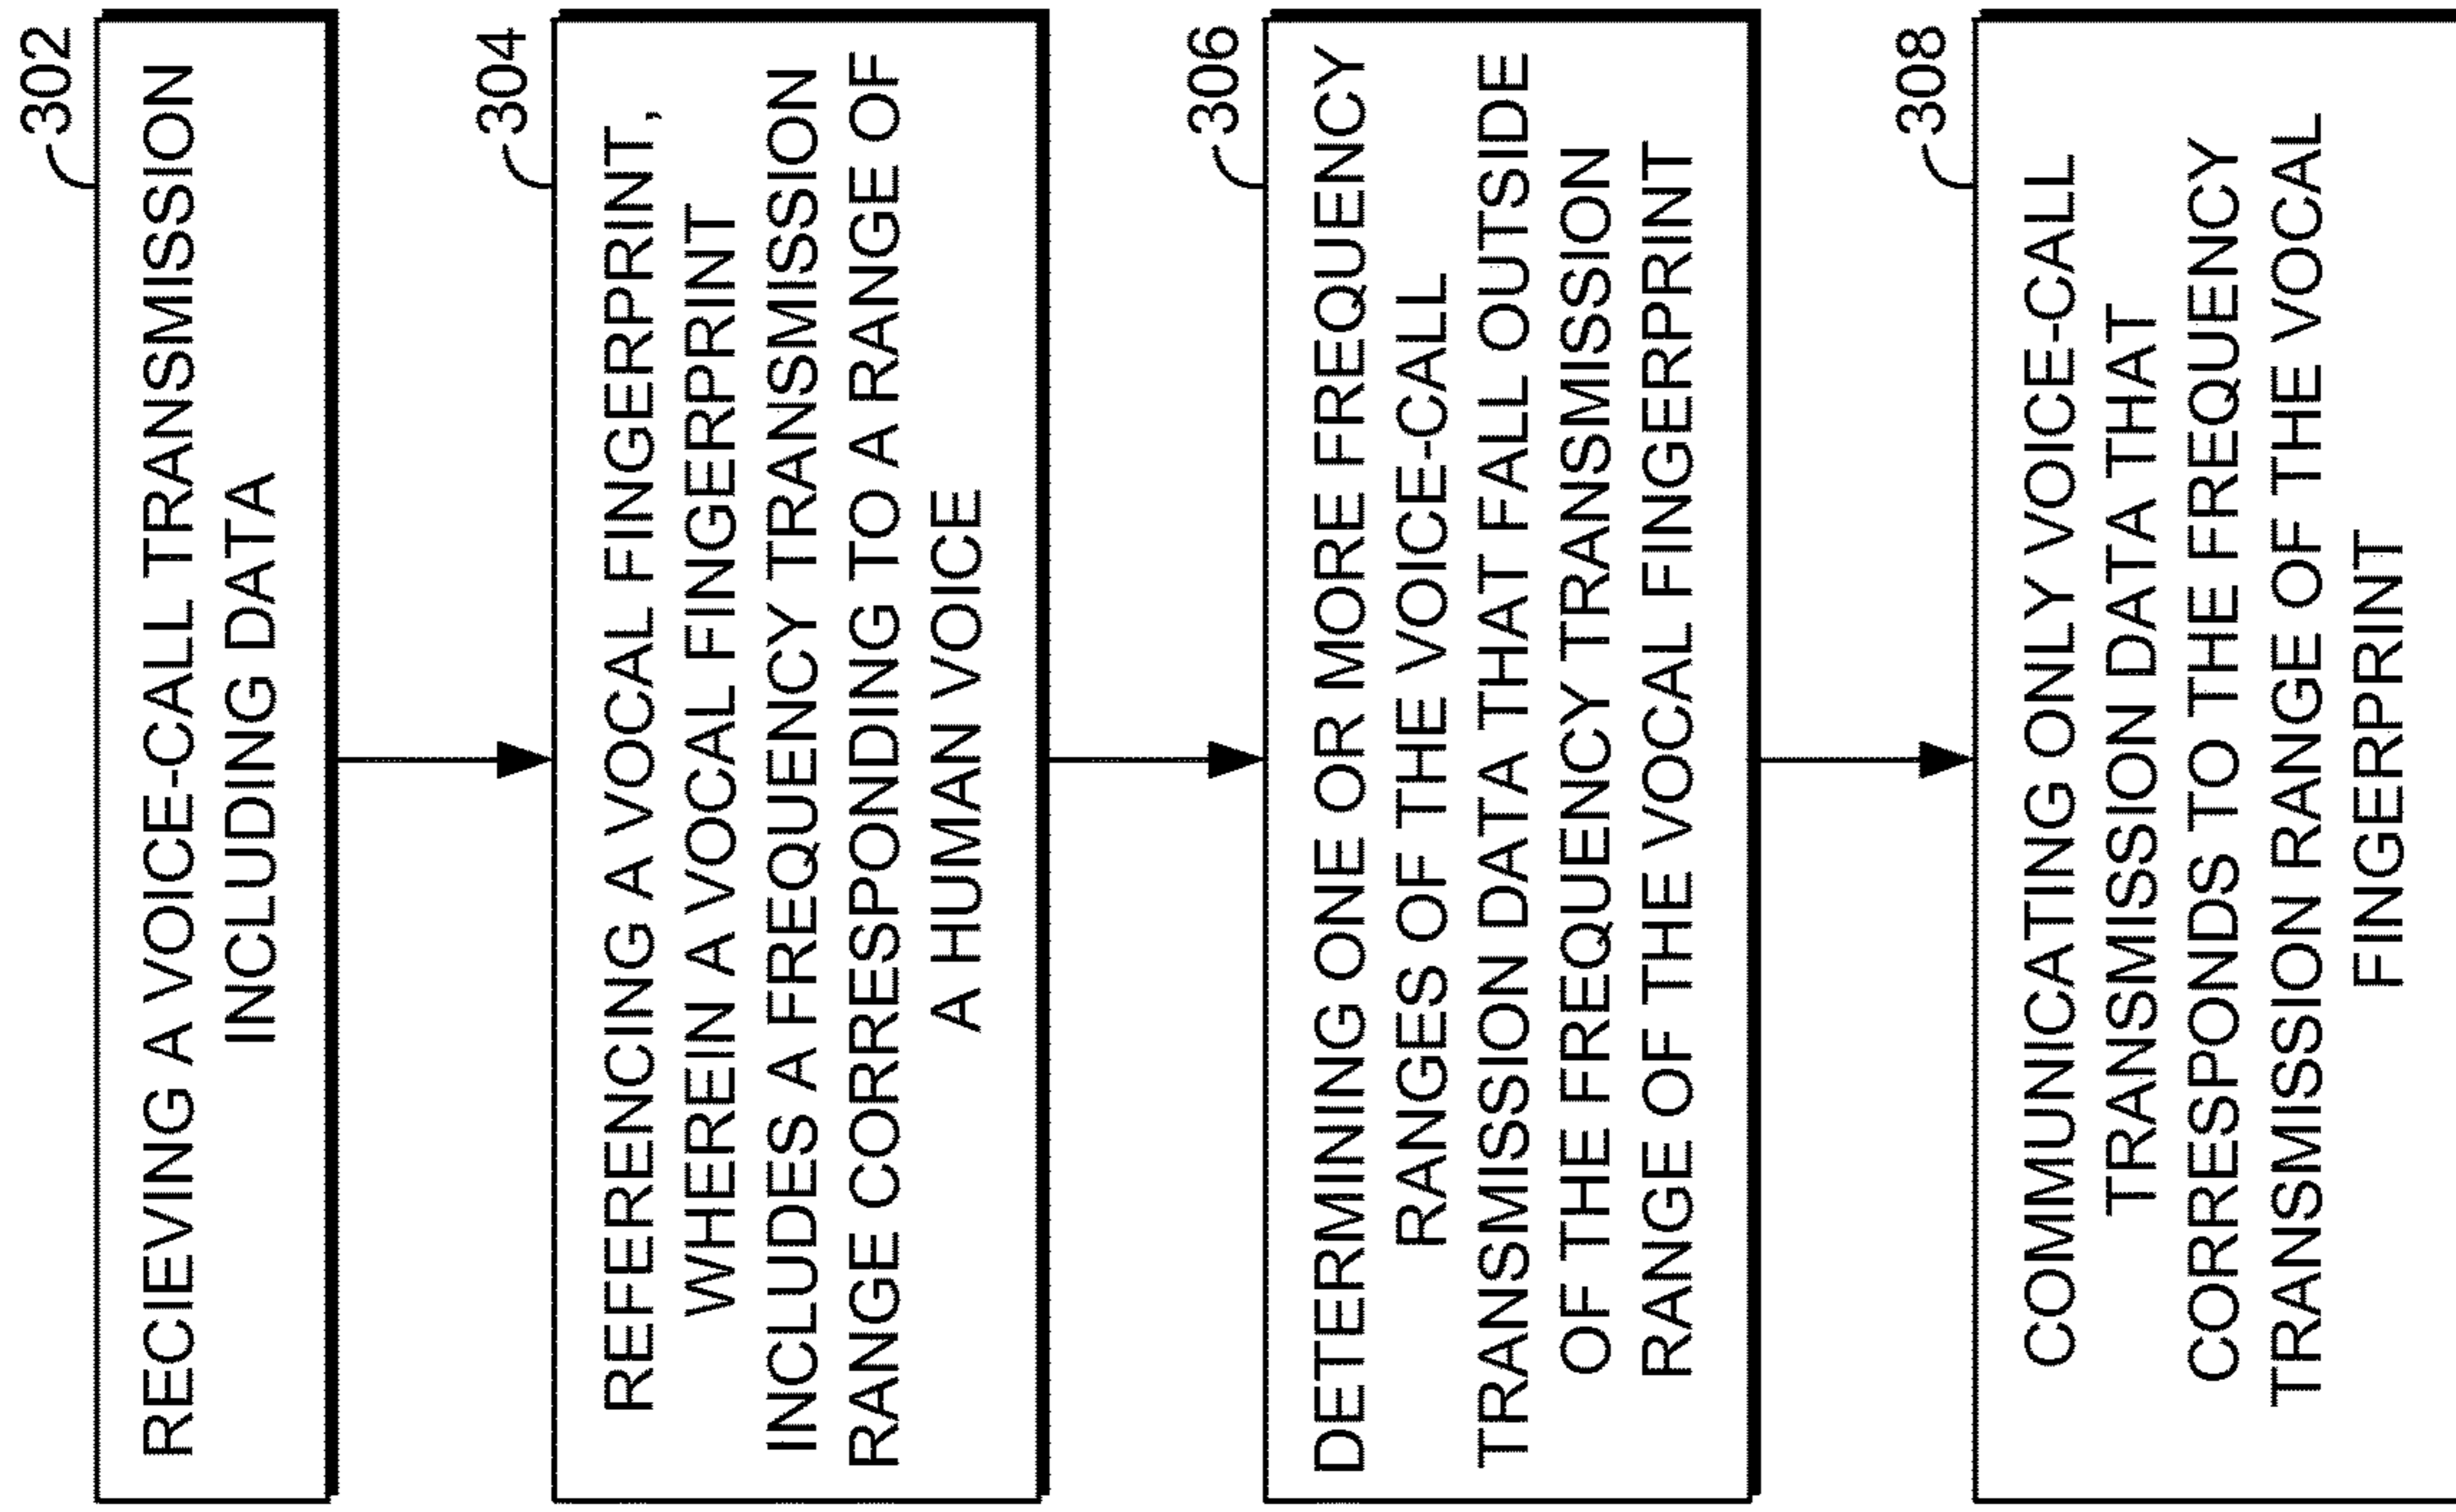 302
RECIEVING A VOICE-CALL TRANSMISSION
INCLUDING DATA
304
REFERENCING A VOCAL FINGERPRINT,
WHEREIN A VOCAL FINGERPRINT
INCLUDES A FREQUENCY TRANSMISSION
RANGE CORRESPONDING TO A RANGE OF
A HUMAN VOICE
306
DETERMINING ONE OR MORE FREQUENCY
RANGES OF THE VOICE-CALL
TRANSMISSION DATA THAT FALL OUTSIDE
OF THE FREQUENCY TRANSMISSION
RANGE OF THE VOCAL FINGERPRINT
308
COMMUNICATING ONLY VOICE-CALL
TRANSMISSION DATA THAT
CORRESPONDS TO THE FREQUENCY
TRANSMISSION RANGE OF THE VOCAL
FINGERPRINT